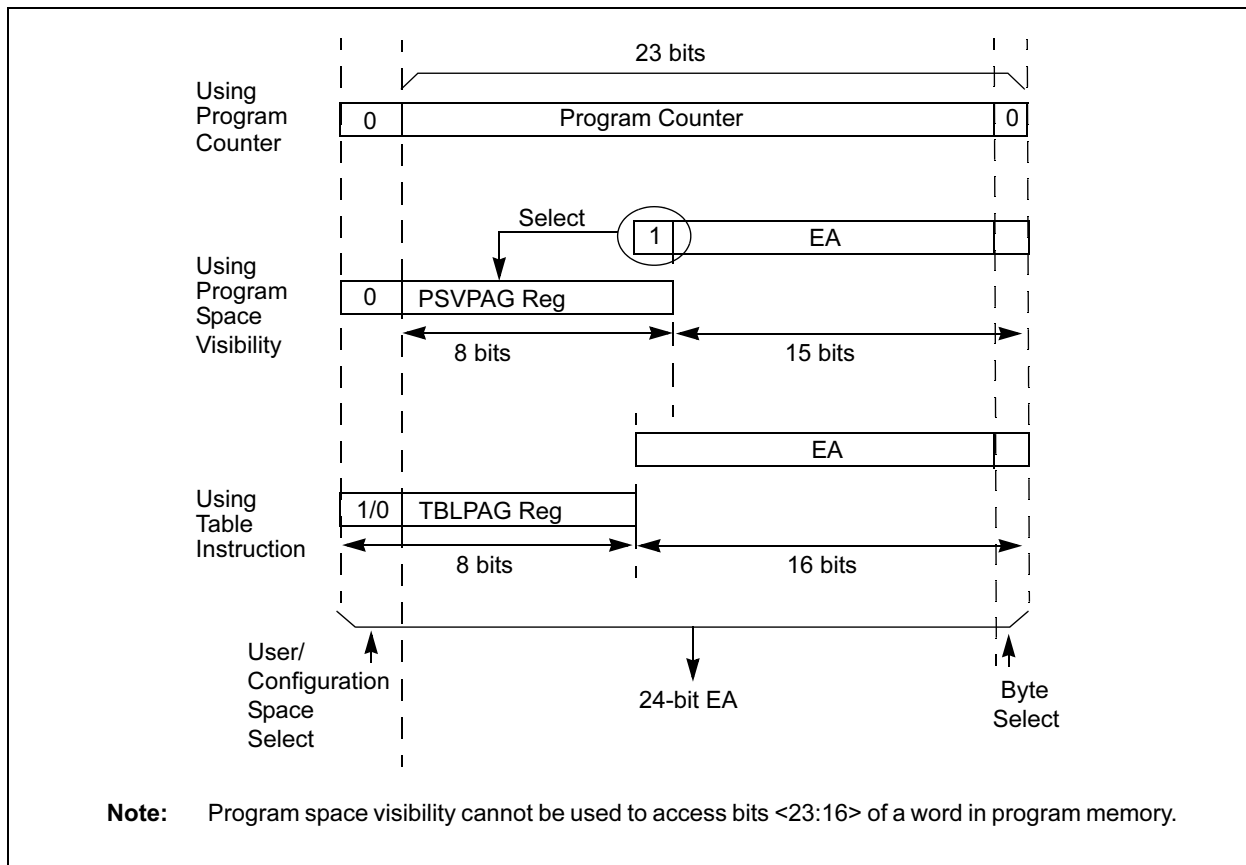 23 bits
Using
Program
Counter
0
Program Counter
0
Select
1
EA
Using
Program
Space
Visibility
0
PSVPAG Reg
8 bits
15 bits
EA
Using
Table
Instruction
1/0
TBLPAG Reg
8 bits
16 bits
User/
Configuration
Space
Select
24-bit EA
Byte
Select
Note: Program space visibility cannot be used to access bits <23:16> of a word in program memory.